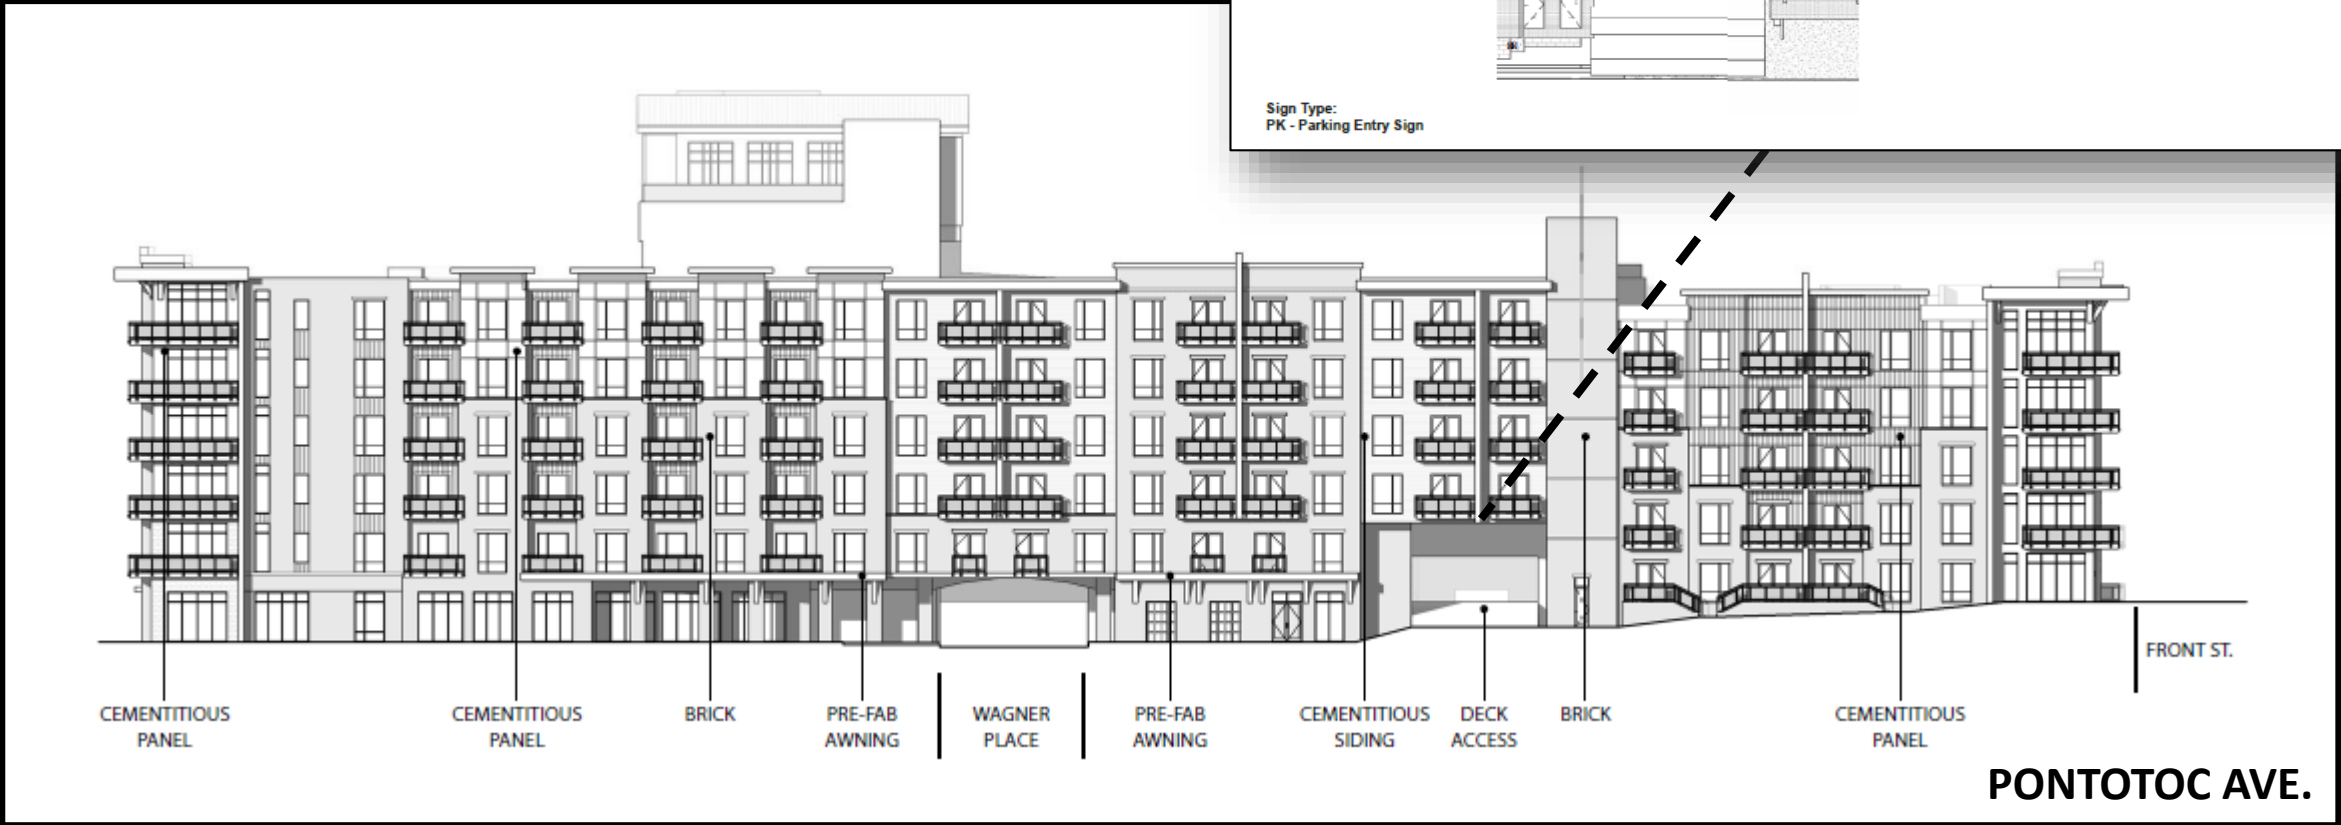 Sign Type:
PK - Parking Entry Sign
FRONT ST.
CEMENTITIOUS
PANEL
CEMENTITIOUS
PANEL
BRICK
PRE-FAB
AWNING
WAGNER
PLACE
PRE-FAB
AWNING
CEMENTITIOUS
SIDING
DECK
ACCESS
BRICK
CEMENTITIOUS
PANEL
PONTOTOC AVE.